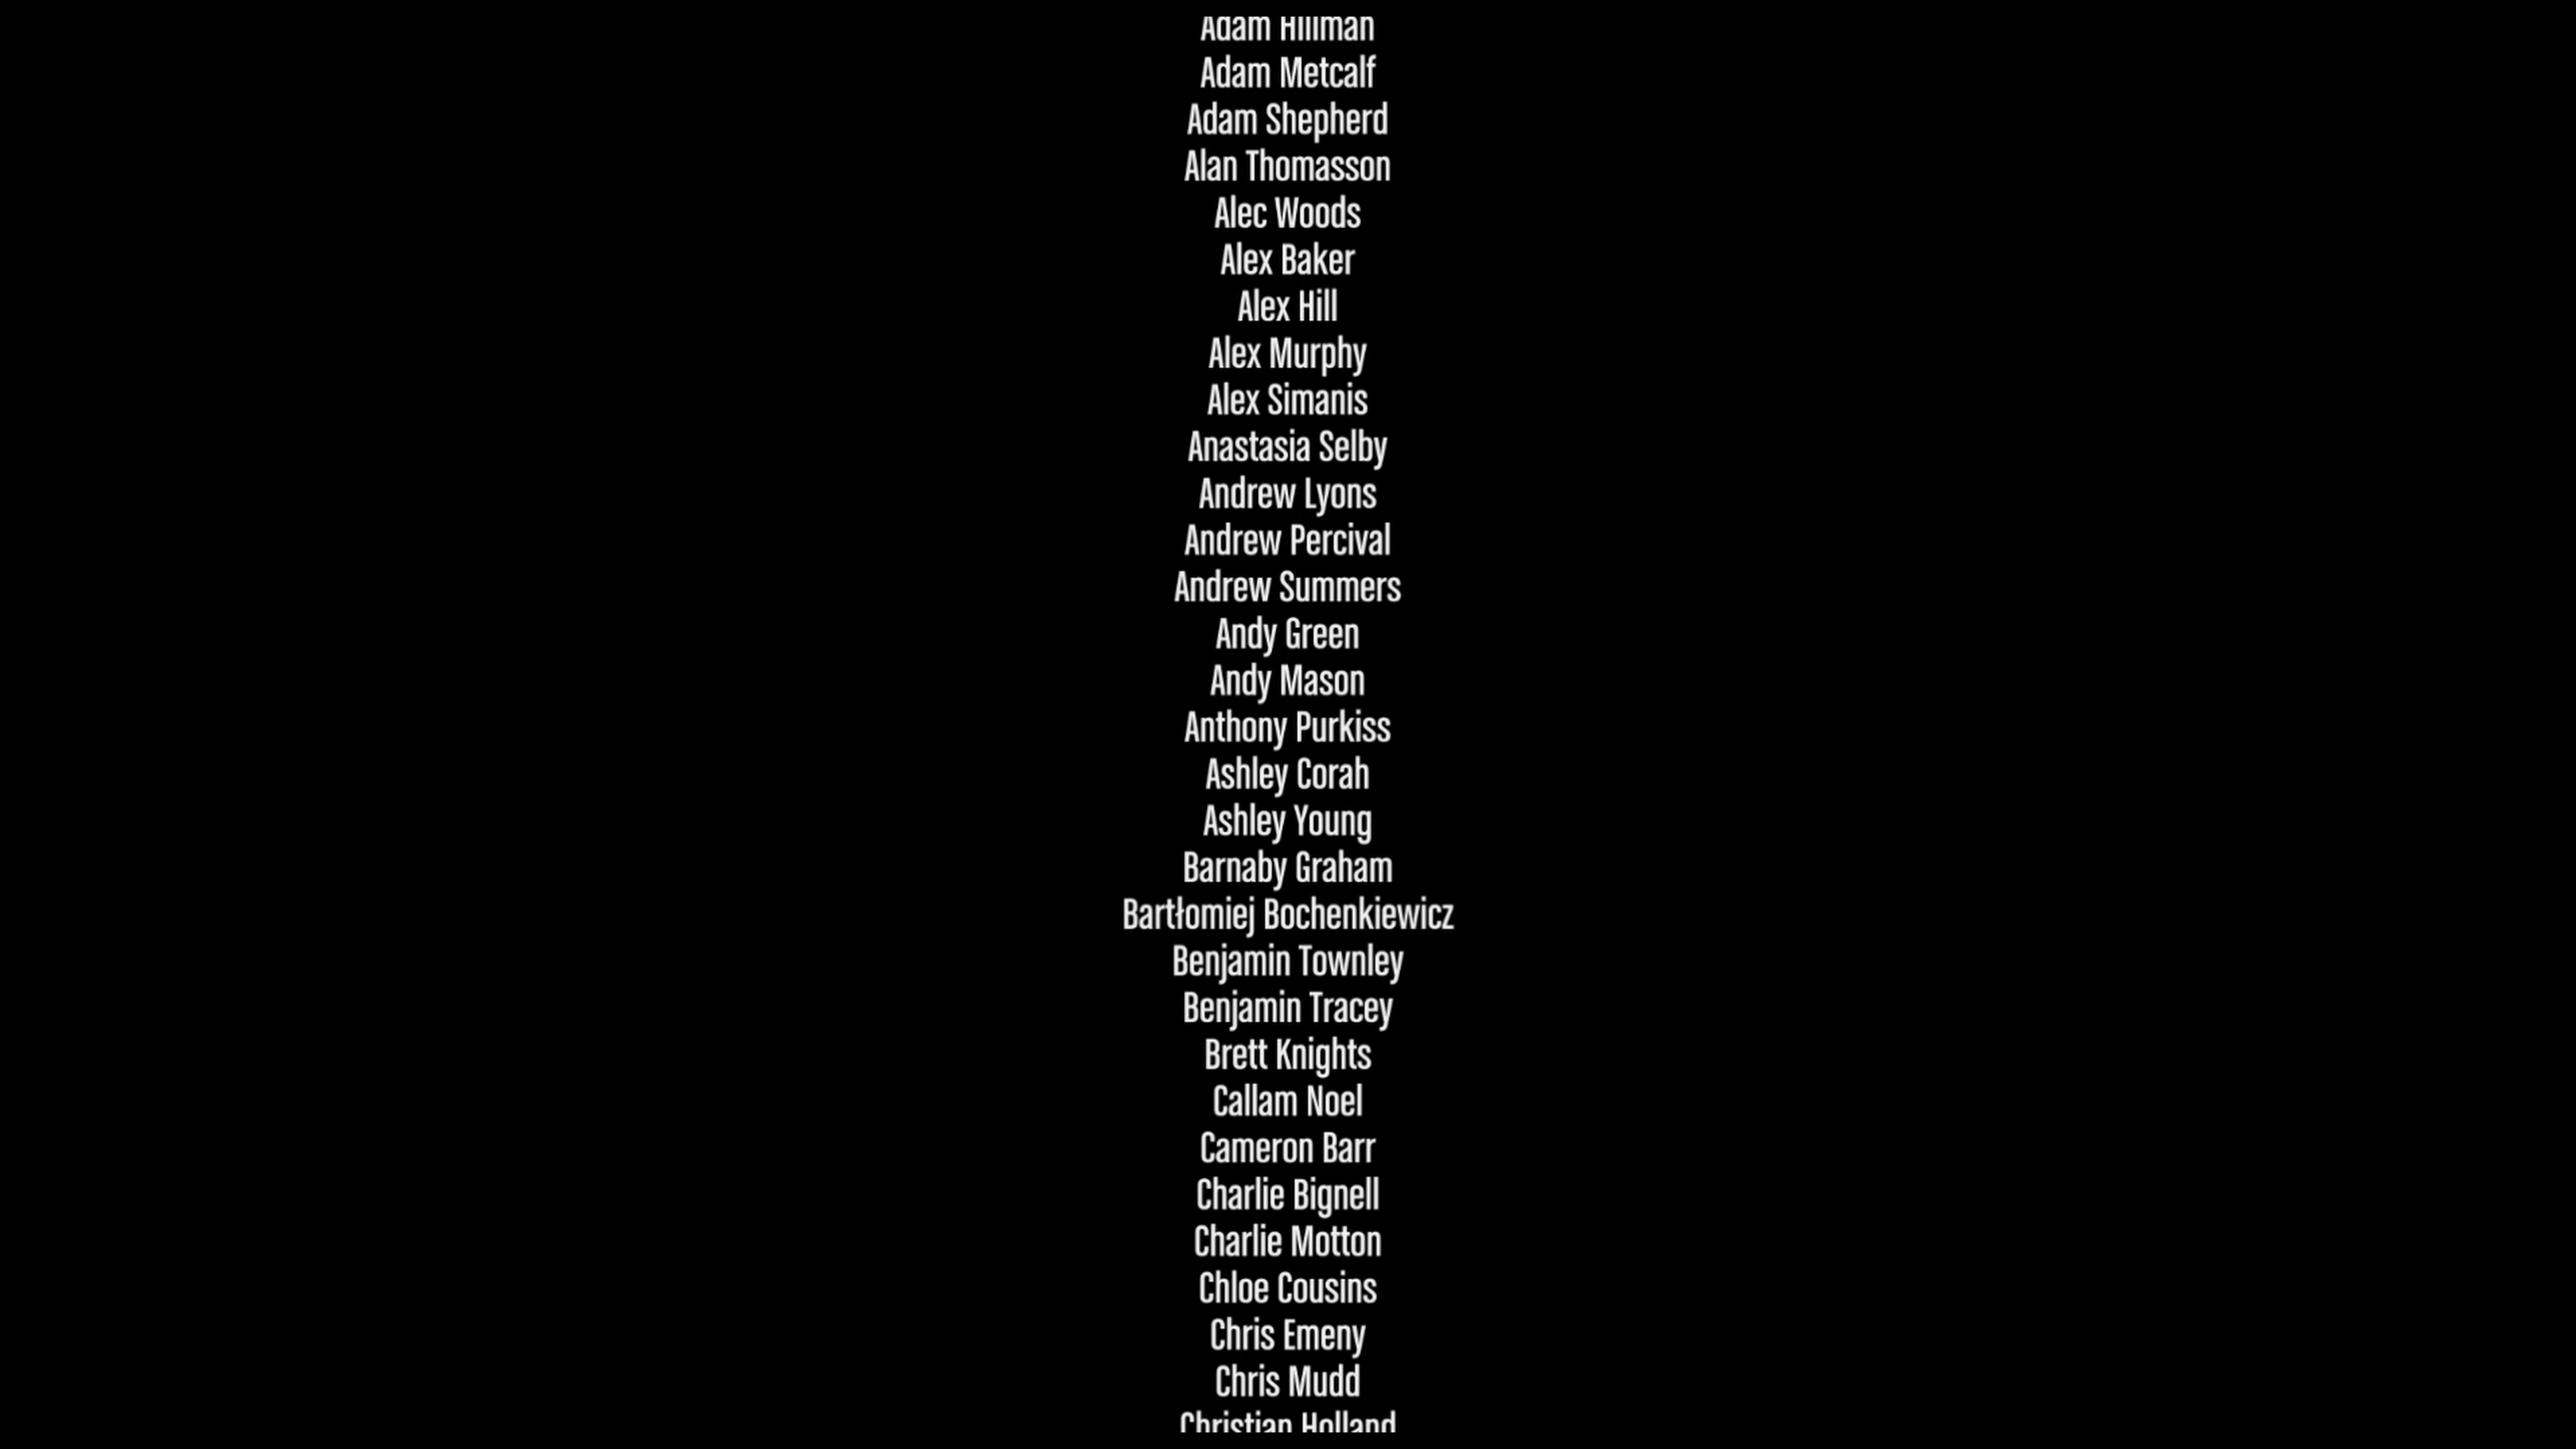 Adam Hillman
Adam Metcalf
Adam Shepherd
Alan Thomasson
Alec Woods
Alex Baker
Alex Hill
Alex Murphy
Alex Simanis
Anastasia Selby
Andrew Lyons
Andrew Percival
Andrew Summers
Andy Green
Andy Mason
Anthony Purkiss
Ashley Corah
Ashley Young
Barnaby Graham
Bartłomiej Bochenkiewicz
Benjamin Townley
Benjamin Tracey
Brett Knights
Callam Noel
Cameron Barr
Charlie Bignell
Charlie Motton
Chloe Cousins
Chris Emeny
Chris Mudd
Christian Holland